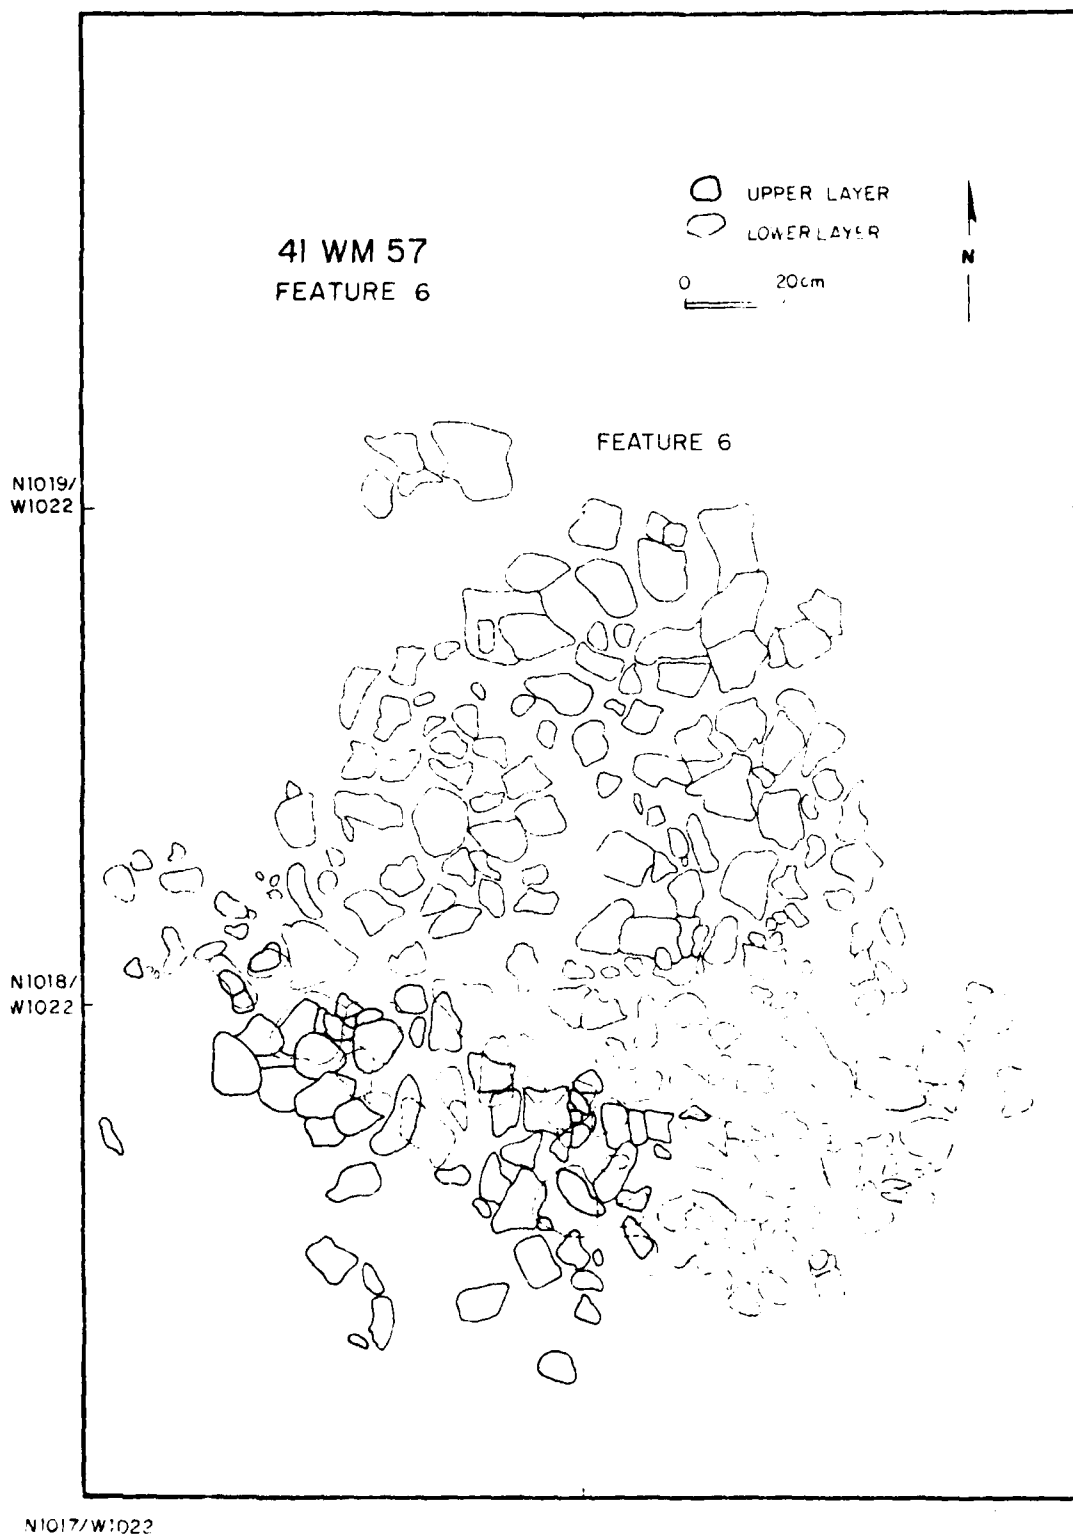 UPPER LAYER
LOWER LAYER
41 WM 57
FEATURE 6
N
0 20cm
FEATURE 6
N1019/
W1022
N1018/
W1022
N1017/W1022